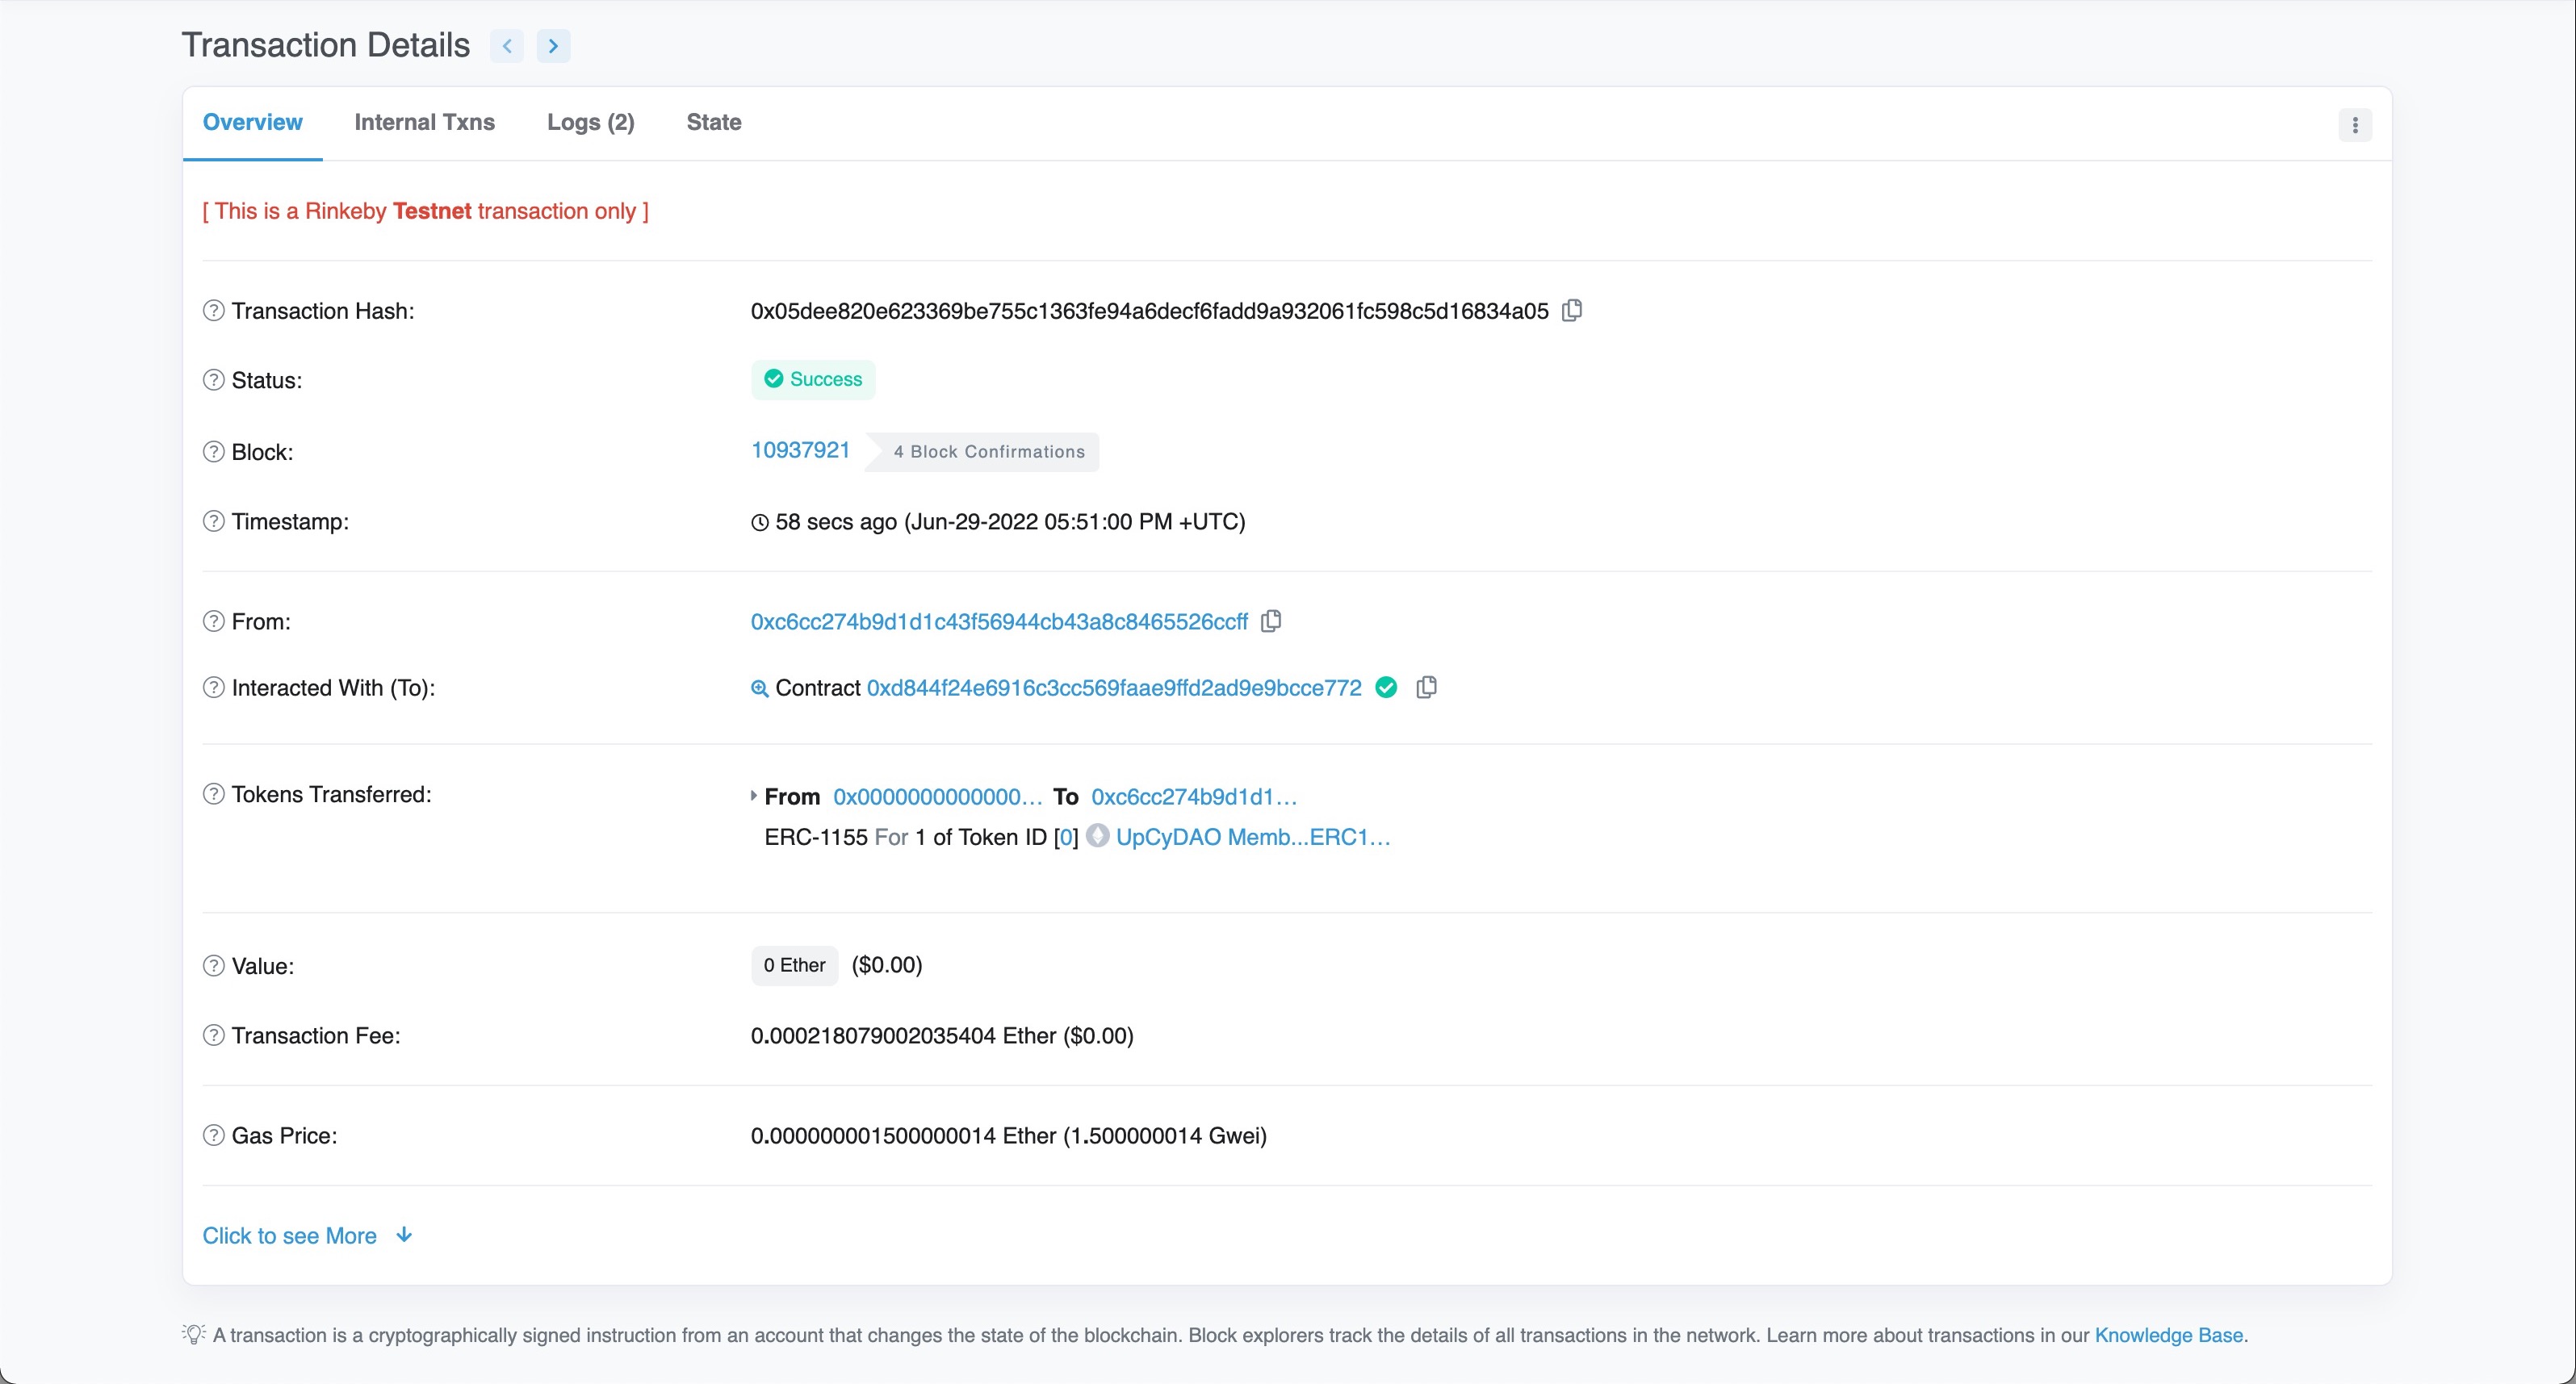 Transaction Details
Overview Internal Txns Logs (2) State
[ This is a Rinkeby Testnet transaction only ]
Transaction Hash: 0x05dee820e623369be755c1363fe94a6decf6fadd9a932061fc598c5d16834a05
Status: Success
Block: 10937921 4 Block Confirmations
Timestamp: 58 secs ago (Jun-29-2022 05:51:00 PM +UTC)
From: 0xc6cc274b9d1d1c43f56944cb43a8c8465526ccff
Interacted With (To): Contract 0xd844f24e6916c3cc569faae9ffd2ad9e9bcce772
Tokens Transferred: From 0x0000000000000... To 0xc6cc274b9d1d1...
ERC-1155 For 1 of Token ID [0] UpCyDAO Memb...ERC1...
Value: 0 Ether ($0.00)
Transaction Fee: 0.000218079002035404 Ether ($0.00)
Gas Price: 0.000000001500000014 Ether (1.500000014 Gwei)
Click to see More
A transaction is a cryptographically signed instruction from an account that changes the state of the blockchain. Block explorers track the details of all transactions in the network. Learn more about transactions in our Knowledge Base.